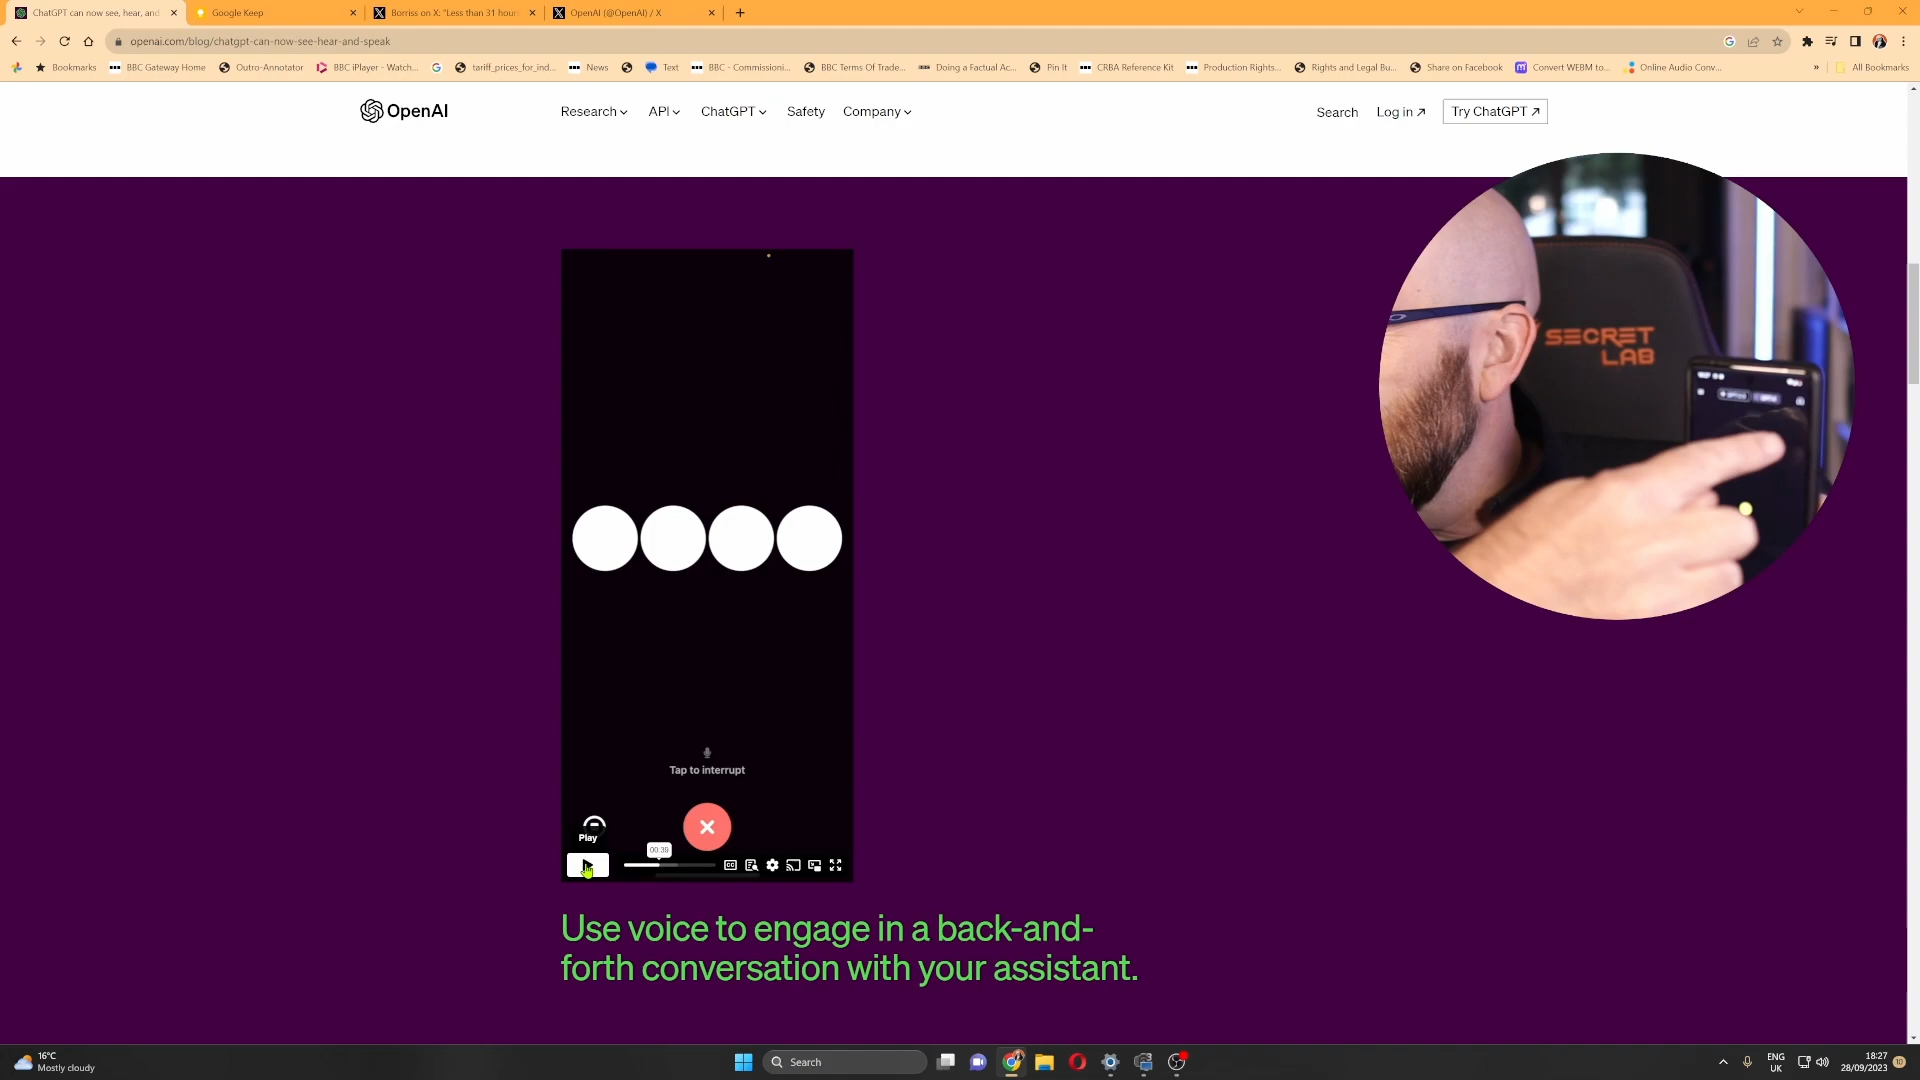 ChatGPT can now see, hear, and
Google Keep
Borriss on X: "Less than 31 hour
OpenAI (@OpenAI) / X
openai.com/blog/chatgpt-can-now-see-hear-and-speak
Bookmarks
BBC Gateway Home
Outro-Annotator
BBC iPlayer - Watch...
tariff_prices_for_ind...
News
Text
BBC - Commissioni...
BBC Terms Of Trade...
Doing a Factual Ac...
Pin It
CRBA Reference Kit
Production Rights...
Rights and Legal Bu...
Share on Facebook
Convert WEBM to...
Online Audio Conv...
»
All Bookmarks
OpenAI
Research
API
ChatGPT
Safety
Company
Search
Log in ↗
Try ChatGPT ↗
SECRET
LAB
Tap to interrupt
Play
00:39
CC
Use voice to engage in a back-and-
forth conversation with your assistant.
16°C
Mostly cloudy
Search
ENG
UK
18:27
28/09/2023
10